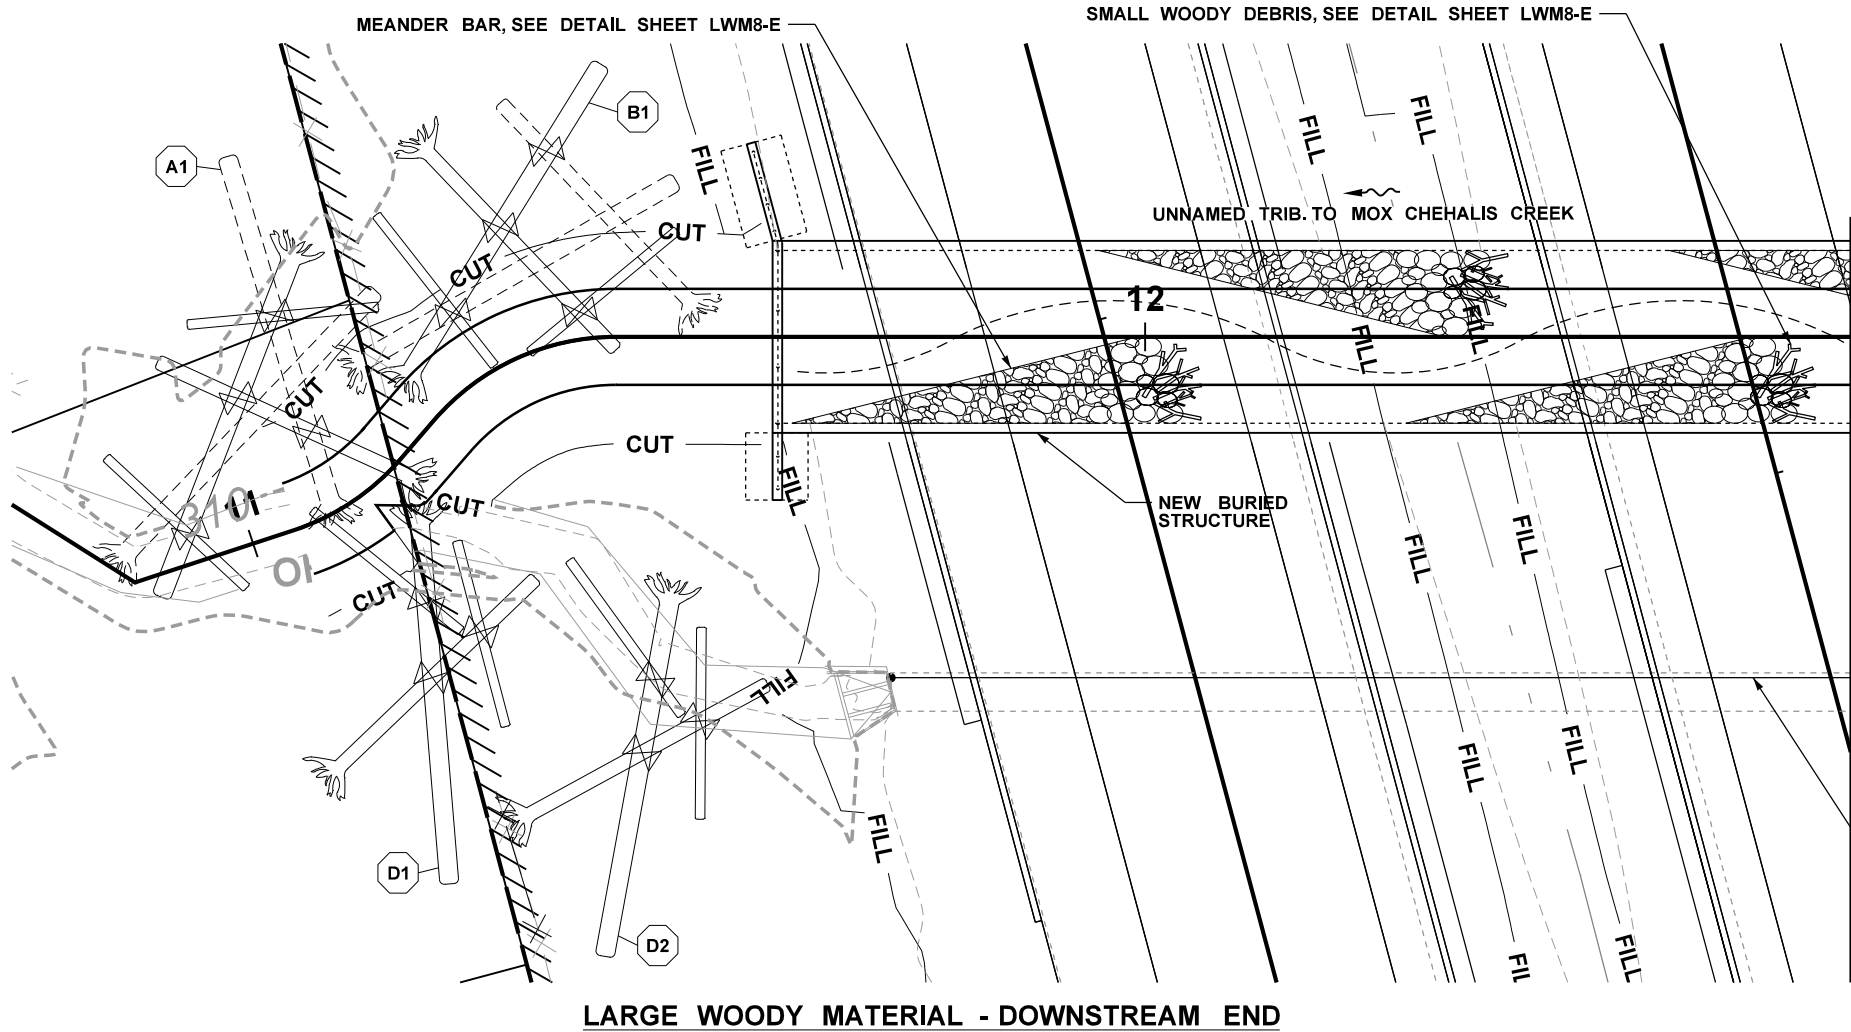 MEANDER BAR, SEE DETAIL SHEET LWM8-E
SMALL WOODY DEBRIS, SEE DETAIL SHEET LWM8-E
B1
A1
FILL
FILL
FILL
UNNAMED TRIB. TO MOX CHEHALIS CREEK
CUT
CUT
12
FILL
FILL
CUT
CUT
FILL
CUT
310
11
NEW BURIED
STRUCTURE
FILL
FILL
CUT
FILL
FILL
FILL
FILL
D1
D2
FIL
FILL
LARGE WOODY MATERIAL - DOWNSTREAM END